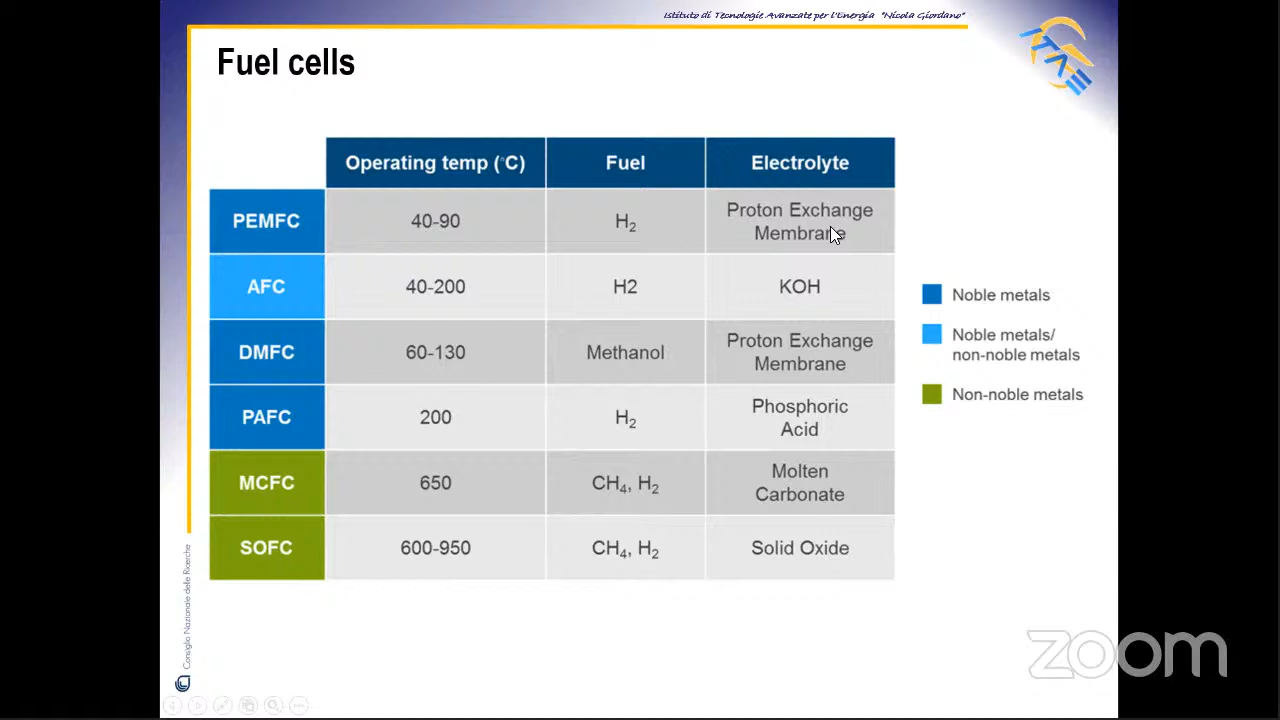 Istituto di Tecnologie Avanzate per l'Energia "Nicola Giordano"
ITAE
Fuel cells
Operating temp (°C) Fuel Electrolyte
PEMFC 40-90 H₂ Proton Exchange
Membrane
AFC 40-200 H2 KOH
DMFC 60-130 Methanol Proton Exchange
Membrane
PAFC 200 H₂ Phosphoric
Acid
MCFC 650 CH₄, H₂ Molten
Carbonate
SOFC 600-950 CH₄, H₂ Solid Oxide
Noble metals
Noble metals/
non-noble metals
Non-noble metals
Consiglio Nazionale delle Ricerche
zoom